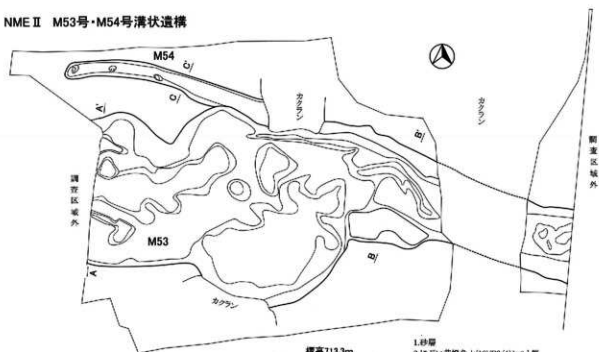 NME Ⅱ M53号・M54号溝状遺構
M54
カクラン
カクラン
調査区域外
調査区域外
A'
C
C'
B'
M53
A
B
カクラン
標高713.3m
1.砂層